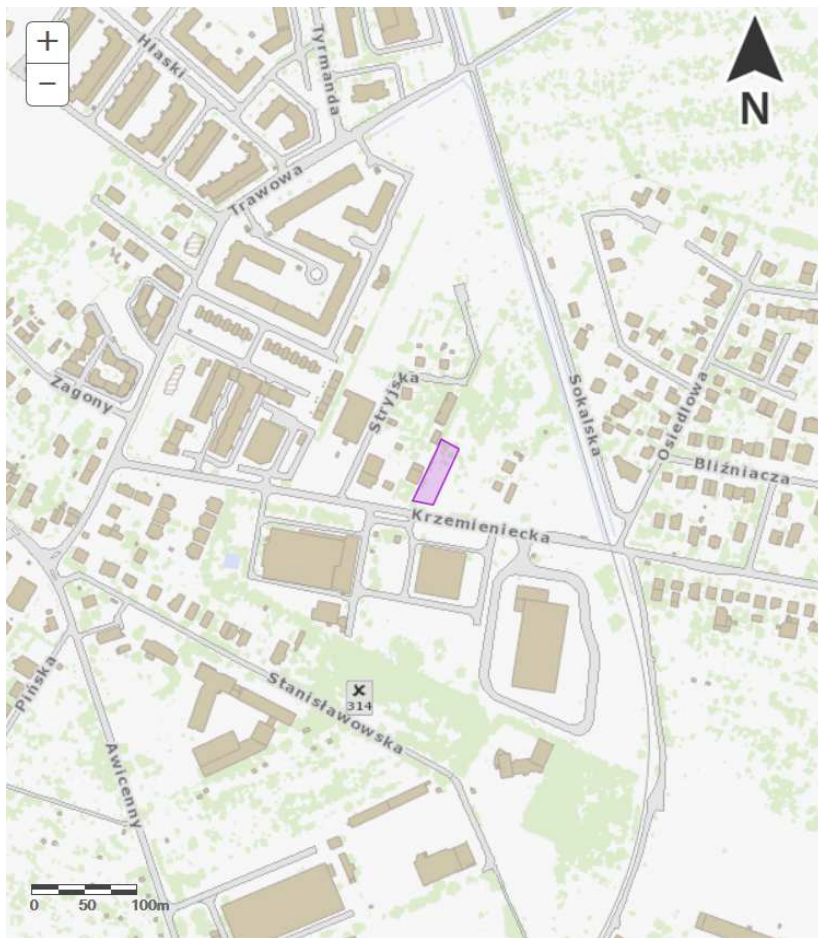 +
−
N
Hłaski
Tyrmanda
Trawowa
Zagony
Stryjska
Sokalska
Osiedlowa
Bliźniacza
Krzemieniecka
Pińska
Stanisławowska
314
Awicenny
0 50 100m